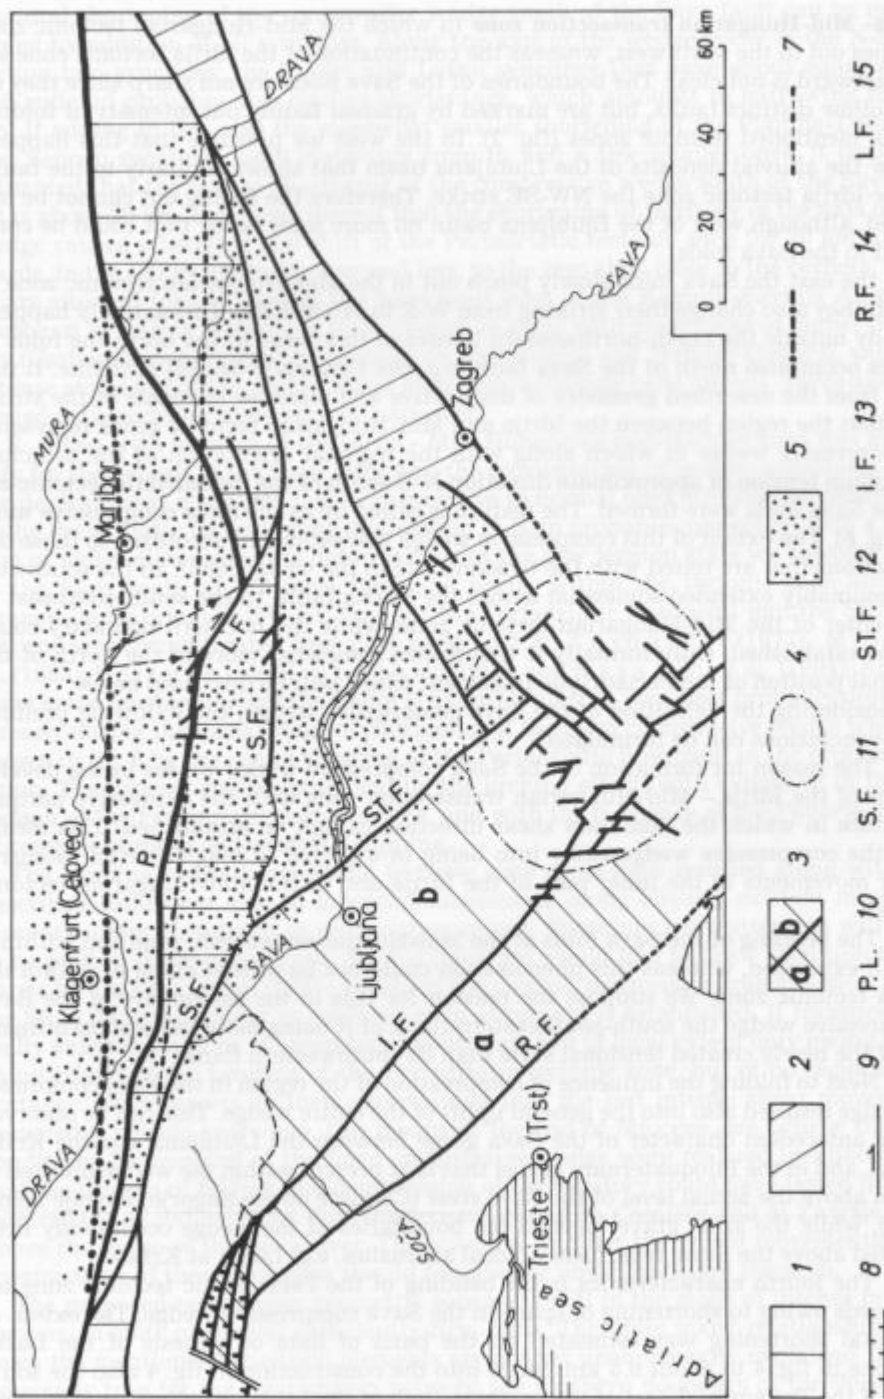 DRAVA
Klagenfurt (Celovec)
Maribor
MURA
DRAVA
P. L.
L.F.
S.F.
S.F.
SAVA
Ljubljana
ST.F.
b
I.F.
a
R.F.
SOČA
Trieste (Trst)
Adriatic sea
Zagreb
SAVA
0 20 40 60 km
1 2 a b 3 4 5 6 7
8 9 P.L. 10 S.F. 11 ST.F. 12 I.F. 13 R.F. 14 L.F. 15